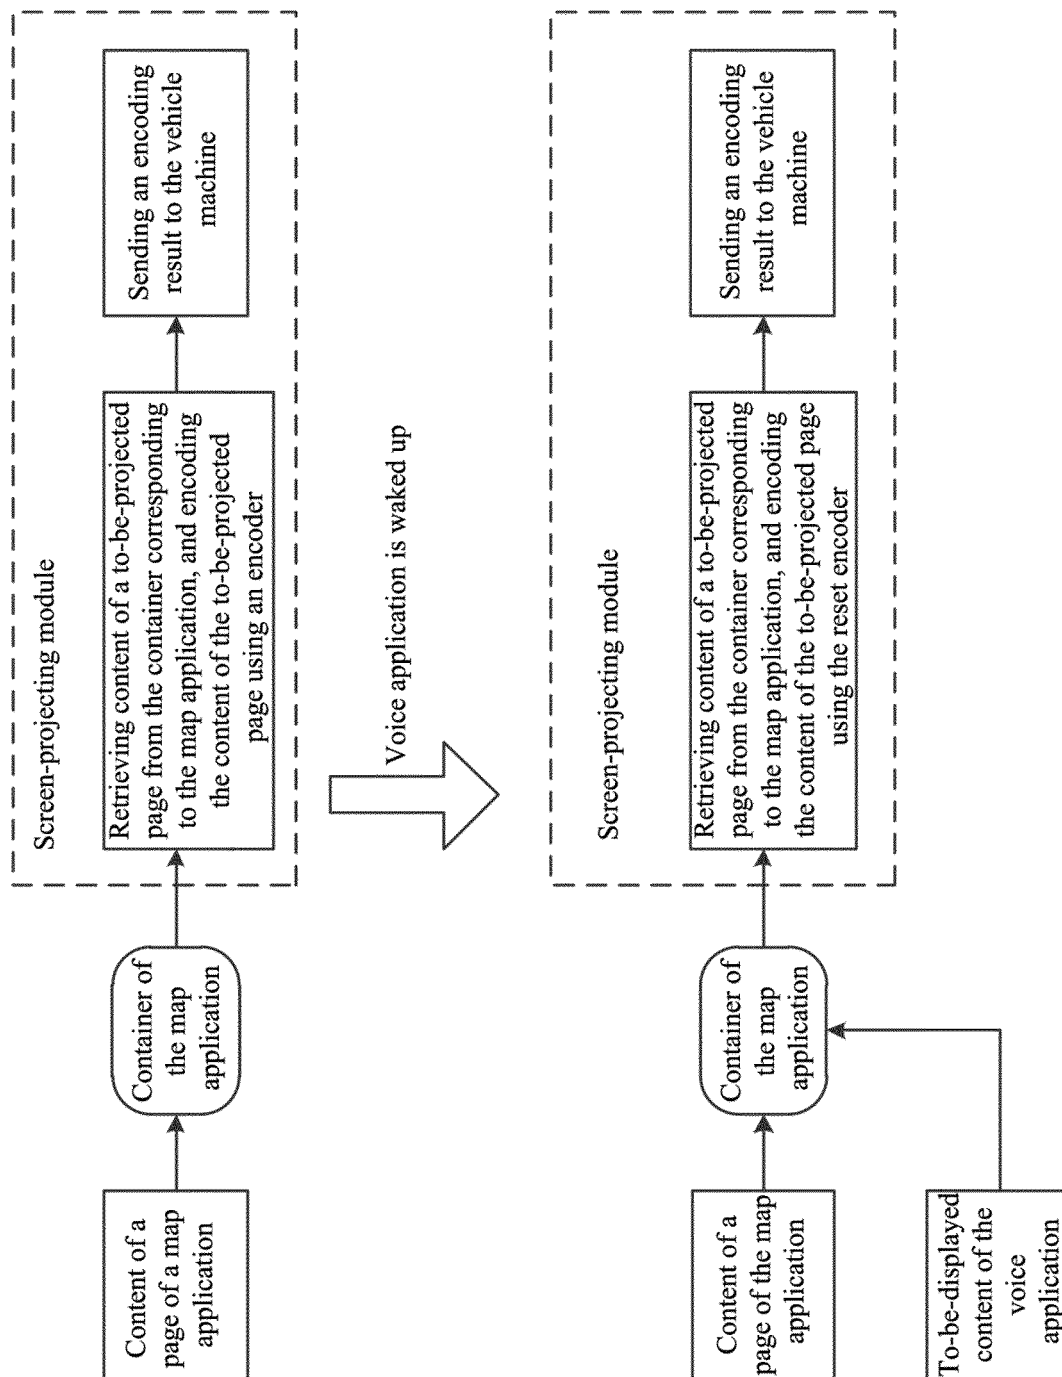 Screen-projecting module
Content of a
page of a map
application
Container of
the map
application
Retrieving content of a to-be-projected
page from the container corresponding
to the map application, and encoding
the content of the to-be-projected
page using an encoder
Sending an encoding
result to the vehicle
machine
Voice application is waked up
Screen-projecting module
Content of a
page of the map
application
Container of
the map
application
Retrieving content of a to-be-projected
page from the container corresponding
to the map application, and encoding
the content of the to-be-projected page
using the reset encoder
Sending an encoding
result to the vehicle
machine
To-be-displayed
content of the
voice
application